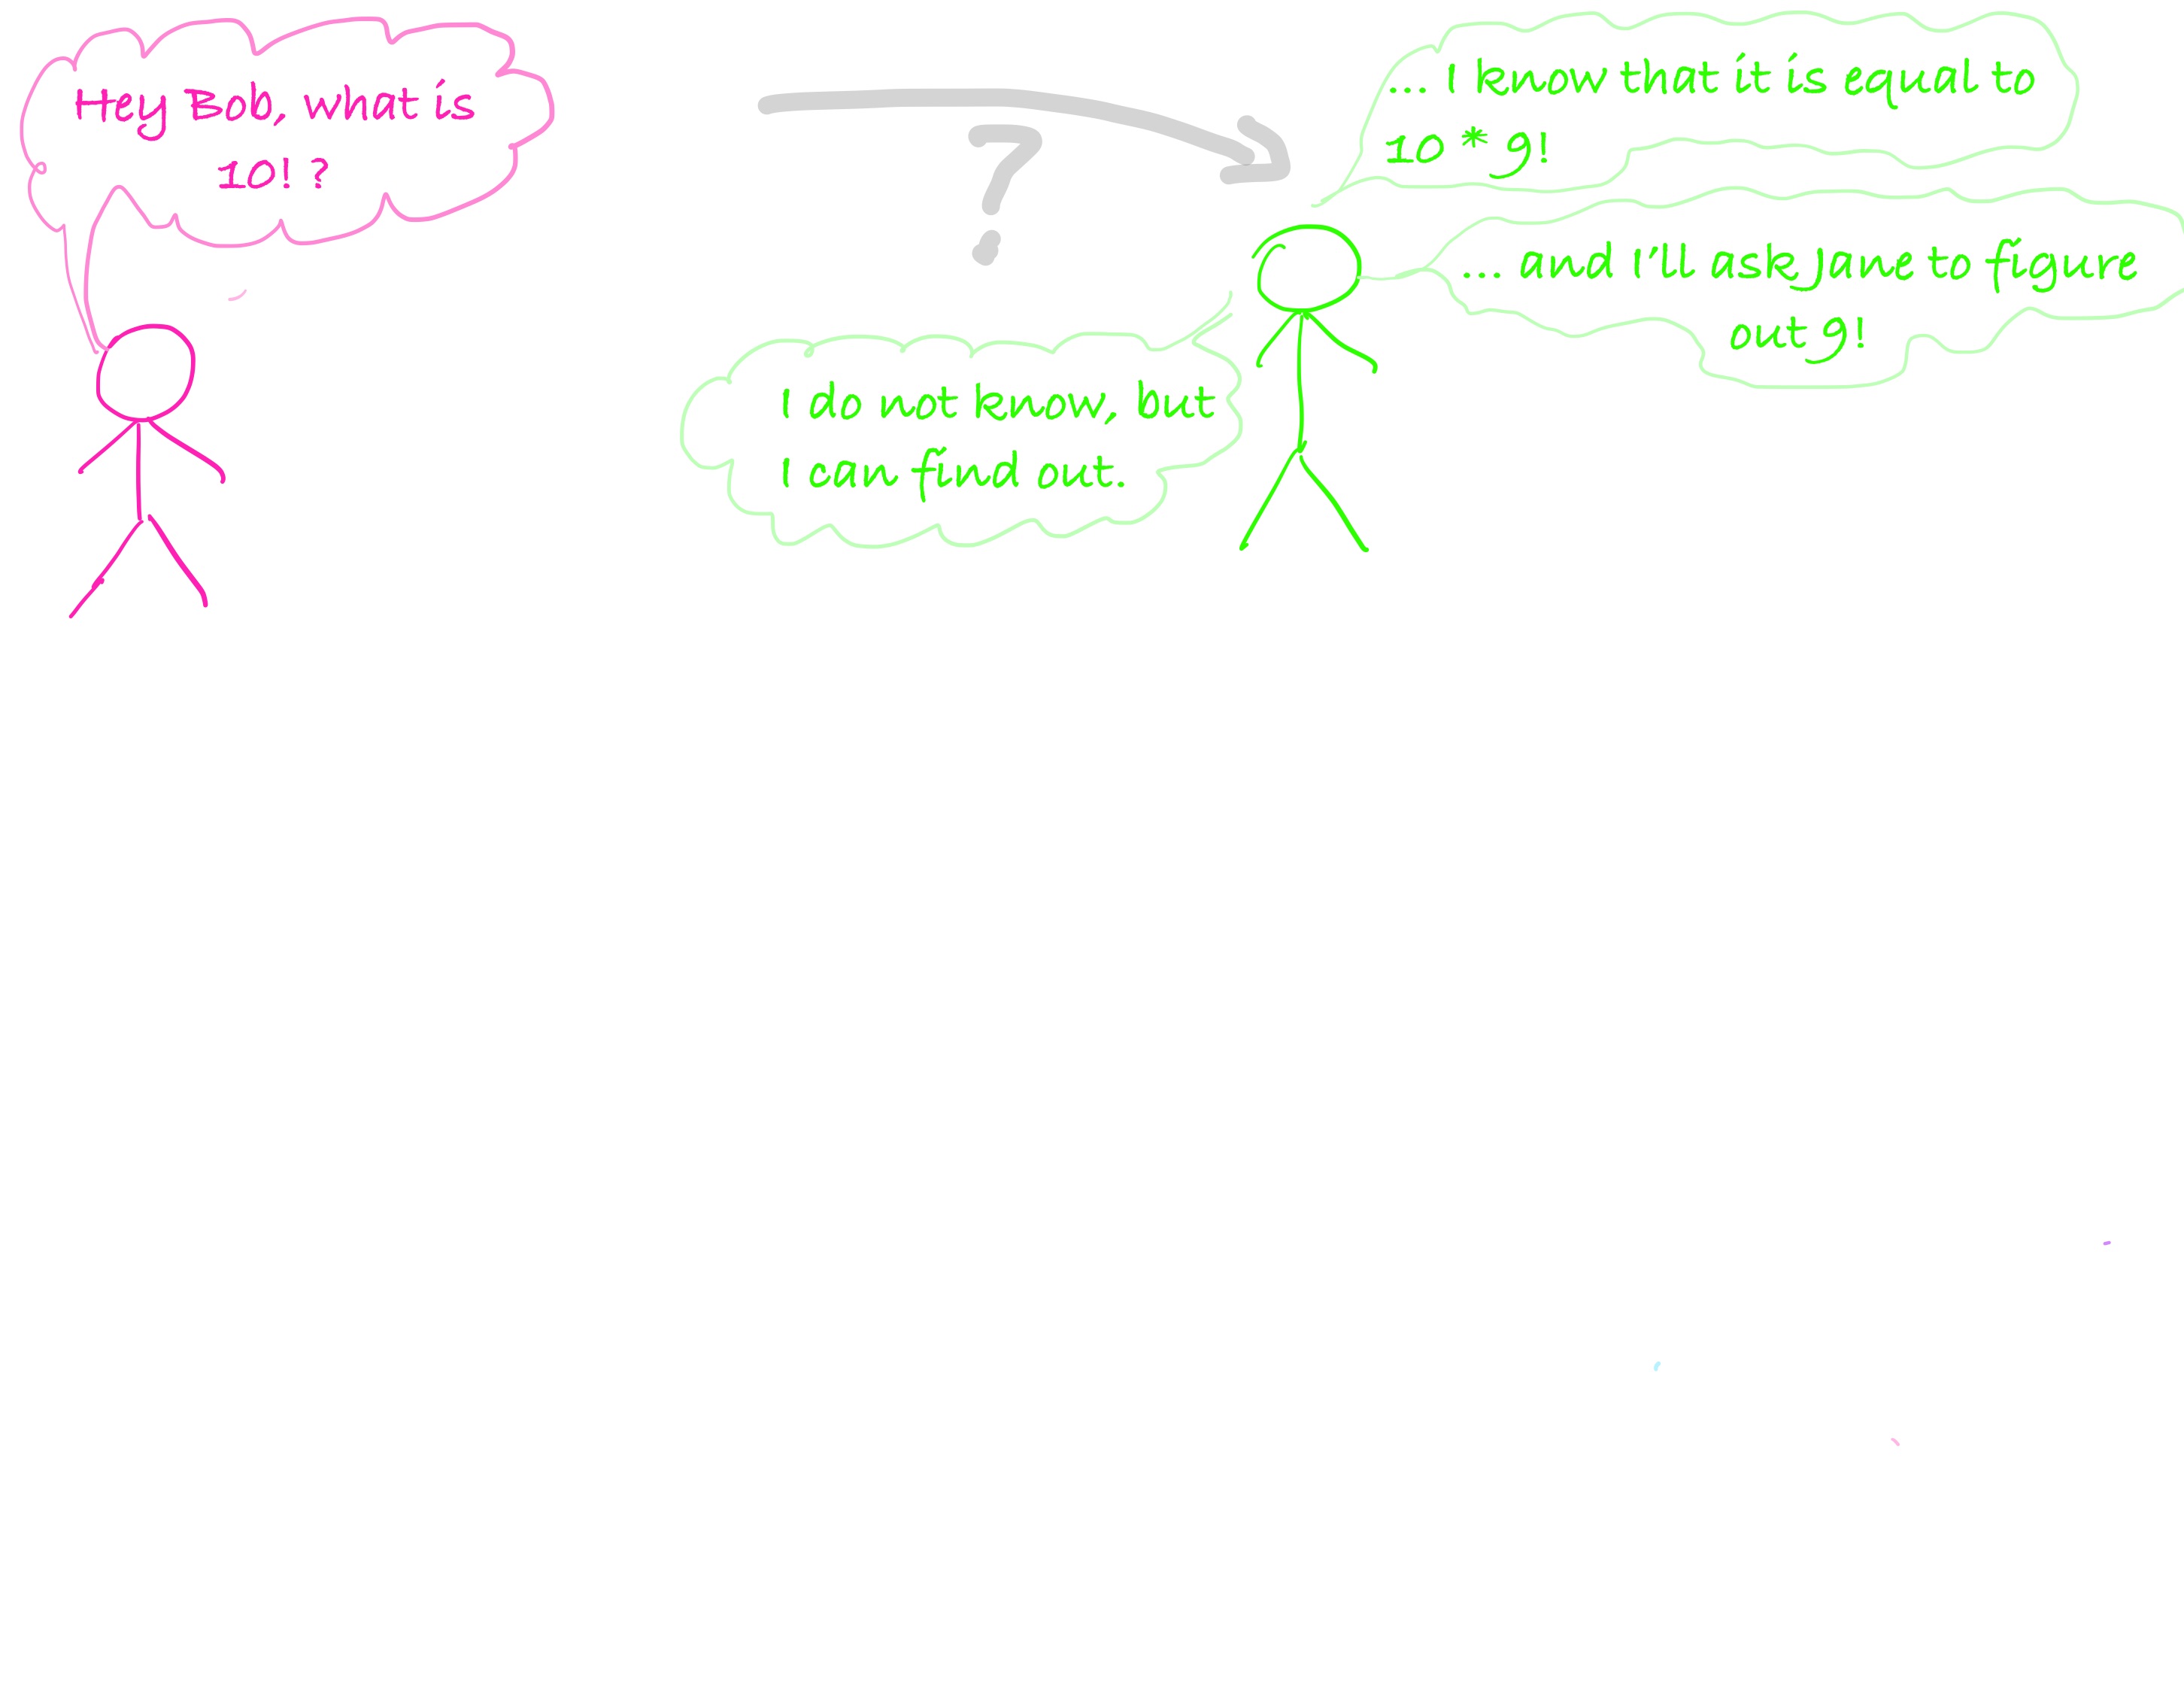 Hey Bob, what is
10! ?
?
... I know that it is equal to
10 * 9!
... and i'll ask Jane to figure
out 9!
I do not know, but
I can find out.